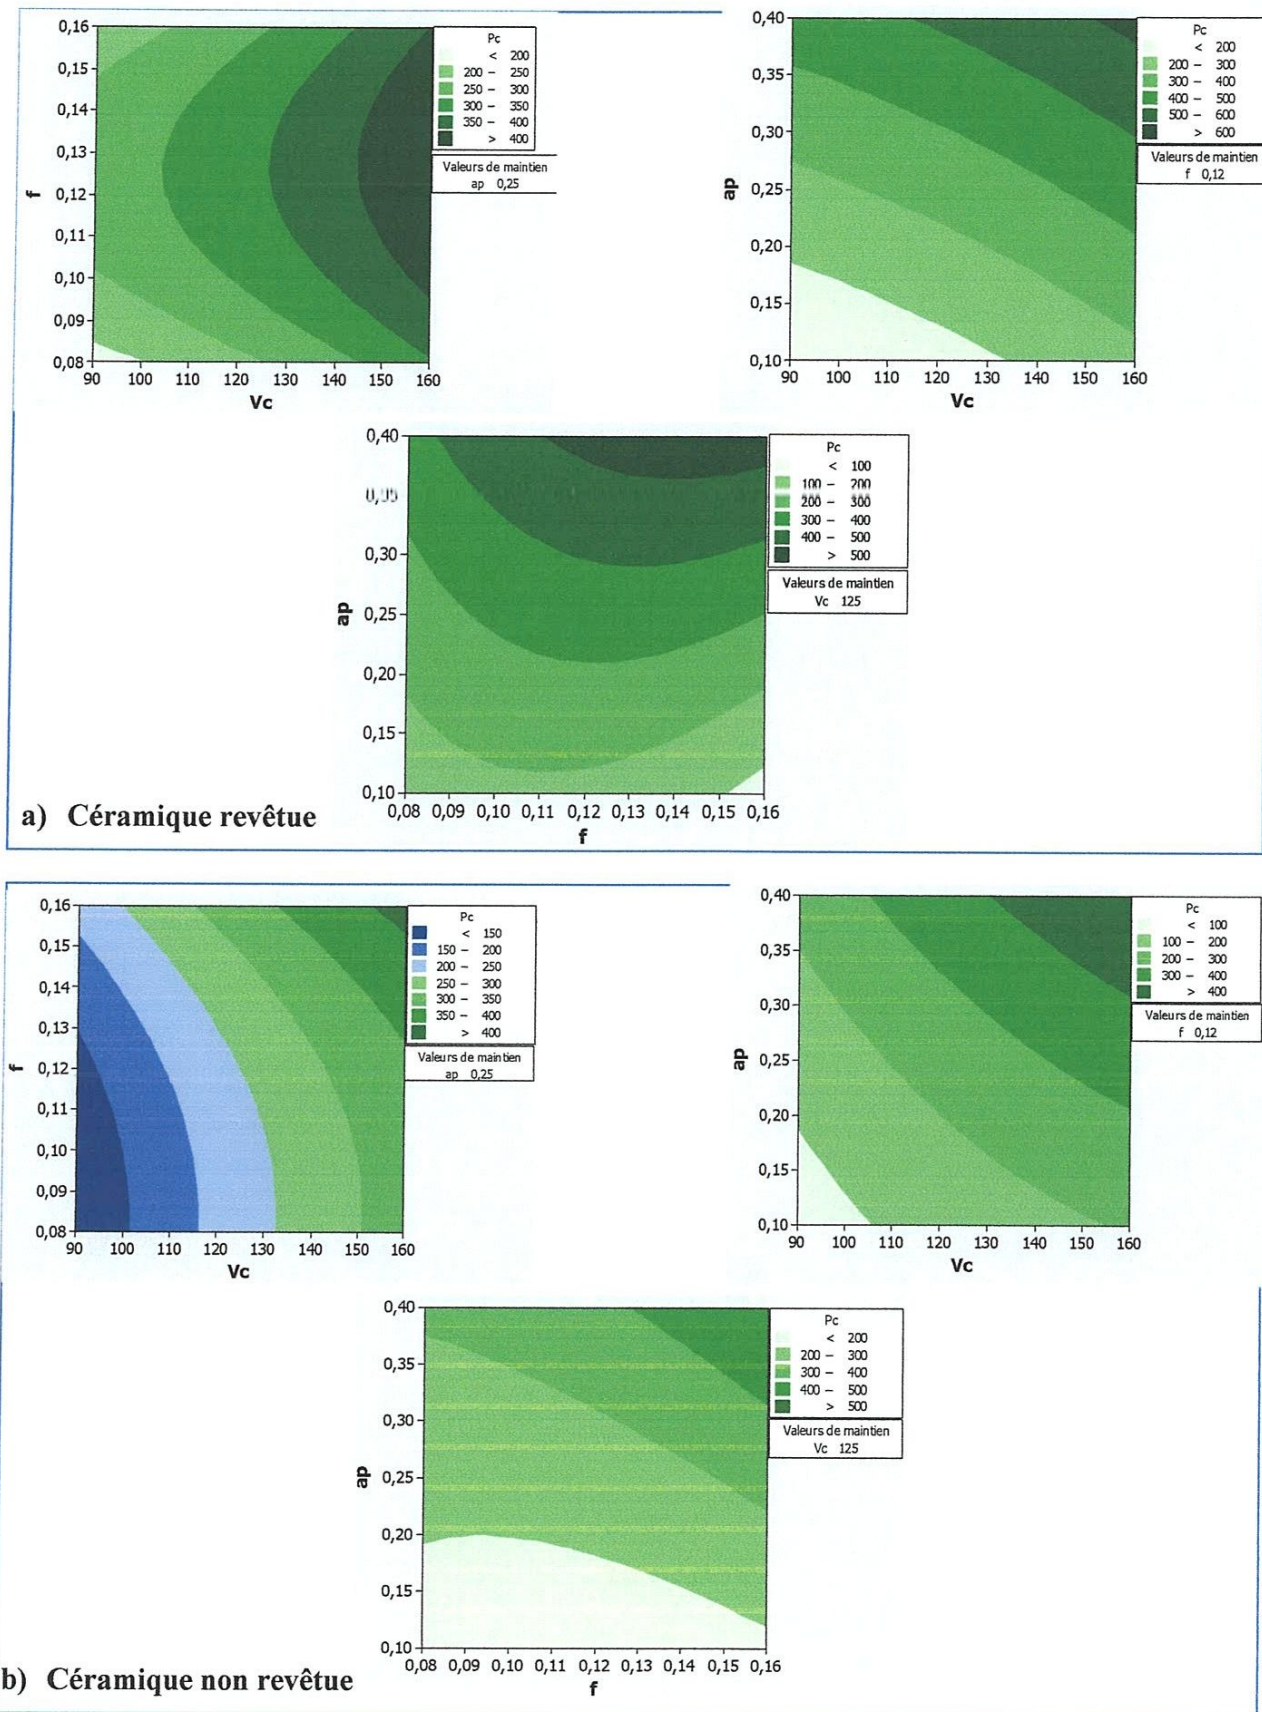 0,16
0,15
0,14
0,13
0,12
0,11
0,10
0,09
0,08
f
90 100 110 120 130 140 150 160
Vc
Pc
< 200
200 – 250
250 – 300
300 – 350
350 – 400
> 400
Valeurs de maintien
ap 0,25
0,40
0,35
0,30
0,25
0,20
0,15
0,10
ap
90 100 110 120 130 140 150 160
Vc
Pc
< 200
200 – 300
300 – 400
400 – 500
500 – 600
> 600
Valeurs de maintien
f 0,12
0,40
0,30
0,25
0,20
0,15
0,10
ap
0,08 0,09 0,10 0,11 0,12 0,13 0,14 0,15 0,16
f
Pc
< 100
100 – 200
200 – 300
300 – 400
400 – 500
> 500
Valeurs de maintien
Vc 125
a) Céramique revêtue
0,16
0,15
0,14
0,13
0,12
0,11
0,10
0,09
0,08
f
90 100 110 120 130 140 150 160
Vc
Pc
< 150
150 – 200
200 – 250
250 – 300
300 – 350
350 – 400
> 400
Valeurs de maintien
ap 0,25
0,40
0,35
0,30
0,25
0,20
0,15
0,10
ap
90 100 110 120 130 140 150 160
Vc
Pc
< 100
100 – 200
200 – 300
300 – 400
> 400
Valeurs de maintien
f 0,12
0,40
0,35
0,30
0,25
0,20
0,15
0,10
ap
0,08 0,09 0,10 0,11 0,12 0,13 0,14 0,15 0,16
f
Pc
< 200
200 – 300
300 – 400
400 – 500
> 500
Valeurs de maintien
Vc 125
b) Céramique non revêtue